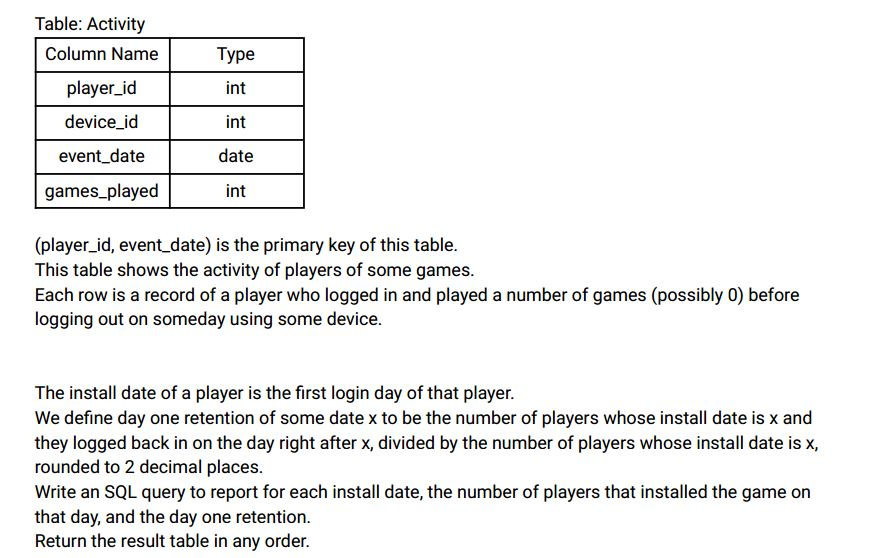 Table: Activity
Column Name Type
player_id int
device_id int
event_date date
games_played int
(player_id, event_date) is the primary key of this table.
This table shows the activity of players of some games.
Each row is a record of a player who logged in and played a number of games (possibly 0) before
logging out on someday using some device.
The install date of a player is the first login day of that player.
We define day one retention of some date x to be the number of players whose install date is x and
they logged back in on the day right after x, divided by the number of players whose install date is x,
rounded to 2 decimal places.
Write an SQL query to report for each install date, the number of players that installed the game on
that day, and the day one retention.
Return the result table in any order.